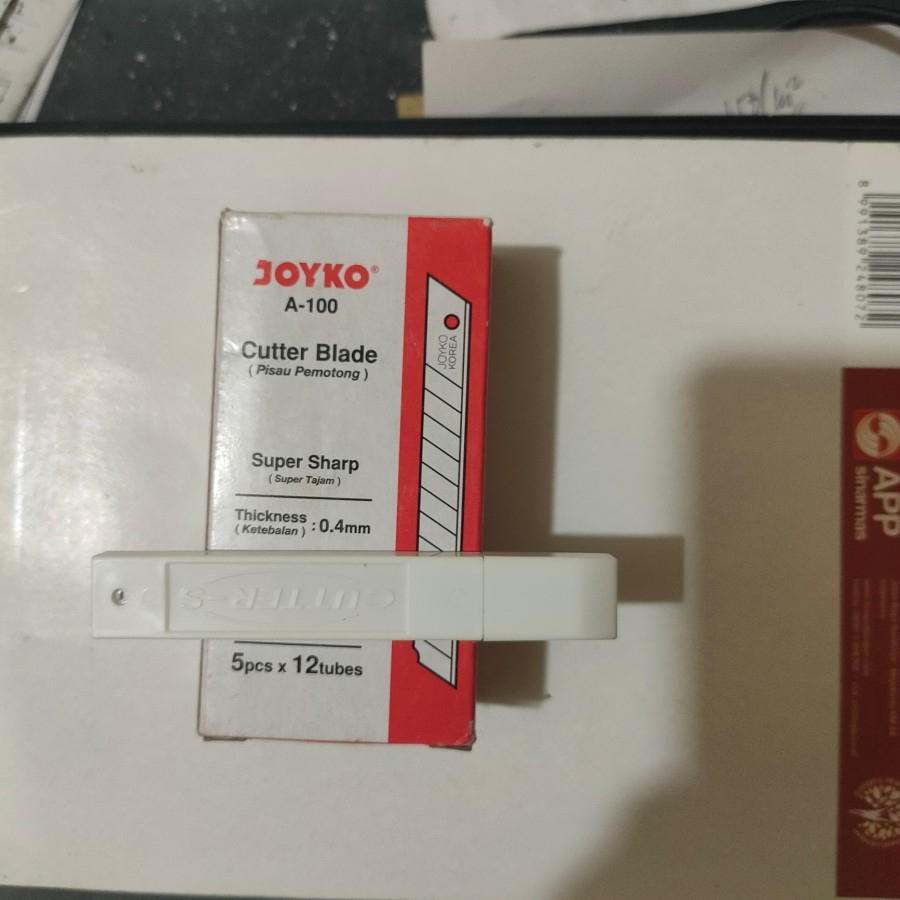 JOYKO®
A-100
Cutter Blade
( Pisau Pemotong )
Super Sharp
( Super Tajam )
Thickness
( Ketebalan ) : 0.4mm
5pcs x 12tubes
JOYKO
KOREA
CUTTER-S
8991389248072
APP
sinarmas